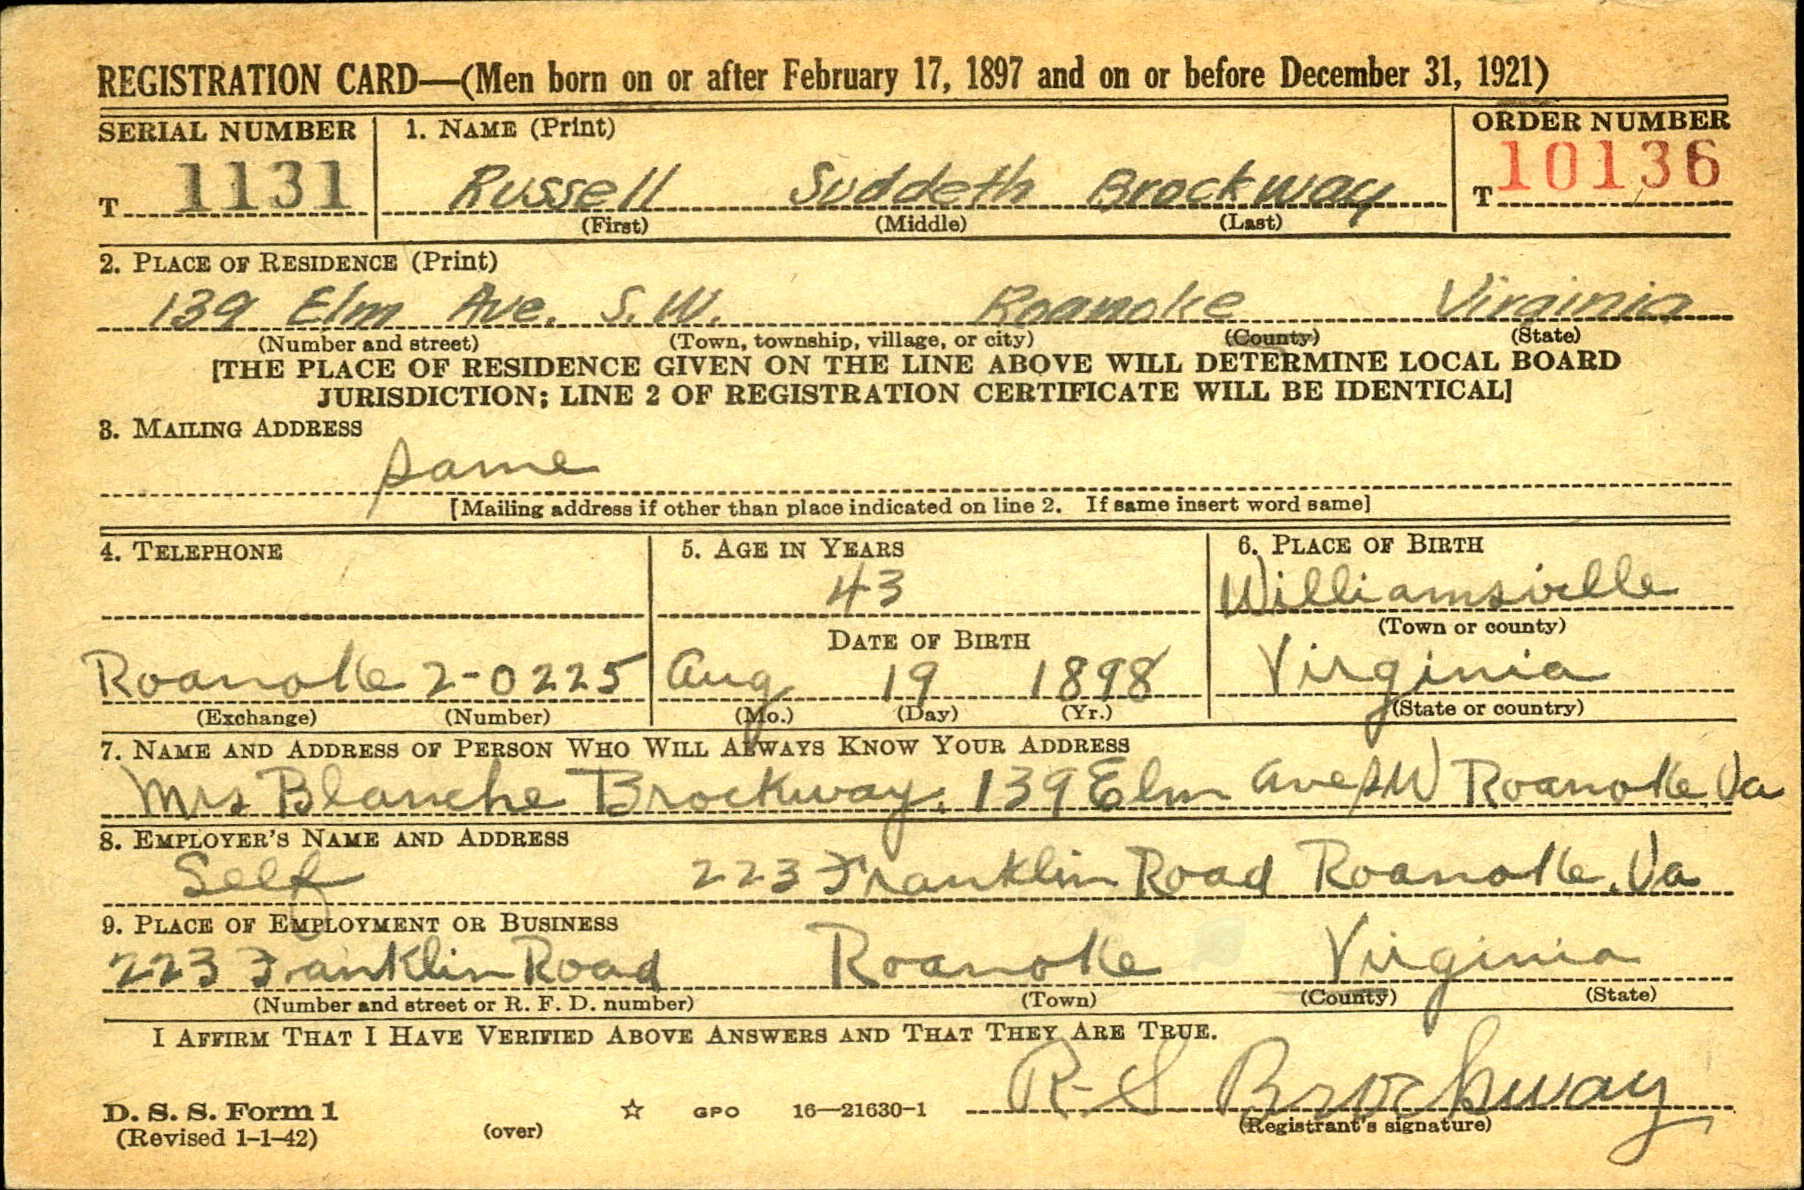 REGISTRATION CARD—(Men born on or after February 17, 1897 and on or before December 31, 1921)
SERIAL NUMBER
1. NAME (Print)
ORDER NUMBER
T 1131
Russell Suddeth Brockway
T 10136
(First) (Middle) (Last)
2. PLACE OF RESIDENCE (Print)
139 Elm Ave. S.W. Roanoke Virginia
(Number and street) (Town, township, village, or city) (County) (State)
[THE PLACE OF RESIDENCE GIVEN ON THE LINE ABOVE WILL DETERMINE LOCAL BOARD
JURISDICTION; LINE 2 OF REGISTRATION CERTIFICATE WILL BE IDENTICAL]
3. MAILING ADDRESS
Same
[Mailing address if other than place indicated on line 2. If same insert word same]
4. TELEPHONE
5. AGE IN YEARS
6. PLACE OF BIRTH
43
Williamsville
(Town or county)
DATE OF BIRTH
Roanoke 2-0225
Aug 19 1898
Virginia
(Exchange) (Number)
(Mo.) (Day) (Yr.)
(State or country)
7. NAME AND ADDRESS OF PERSON WHO WILL ALWAYS KNOW YOUR ADDRESS
Mrs Blanche Brockway, 139 Elm Ave SW Roanoke, Va
8. EMPLOYER'S NAME AND ADDRESS
Self 223 Franklin Road Roanoke, Va
9. PLACE OF EMPLOYMENT OR BUSINESS
223 Franklin Road Roanoke Virginia
(Number and street or R. F. D. number) (Town) (County) (State)
I AFFIRM THAT I HAVE VERIFIED ABOVE ANSWERS AND THAT THEY ARE TRUE.
R-S Brockway
D. S. S. Form 1
(Revised 1-1-42)
(over)
☆ GPO 16—21630-1
(Registrant's signature)